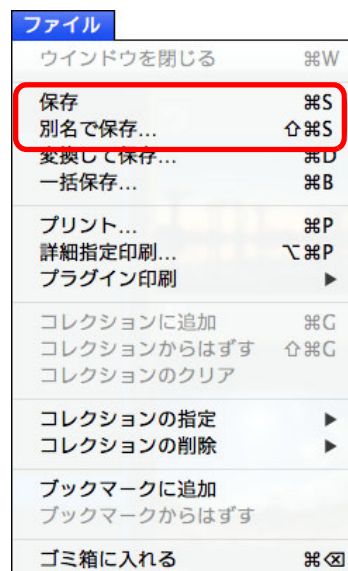 ファイル
ウインドウを閉じる ⌘W
保存 ⌘S
別名で保存... ⇧⌘S
変換して保存... ⌘D
一括保存... ⌘B
プリント... ⌘P
詳細指定印刷... ⌥⌘P
プラグイン印刷 ▶
コレクションに追加 ⌘G
コレクションからはずす ⇧⌘G
コレクションのクリア
コレクションの指定 ▶
コレクションの削除 ▶
ブックマークに追加
ブックマークからはずす
ゴミ箱に入れる ⌘⌫